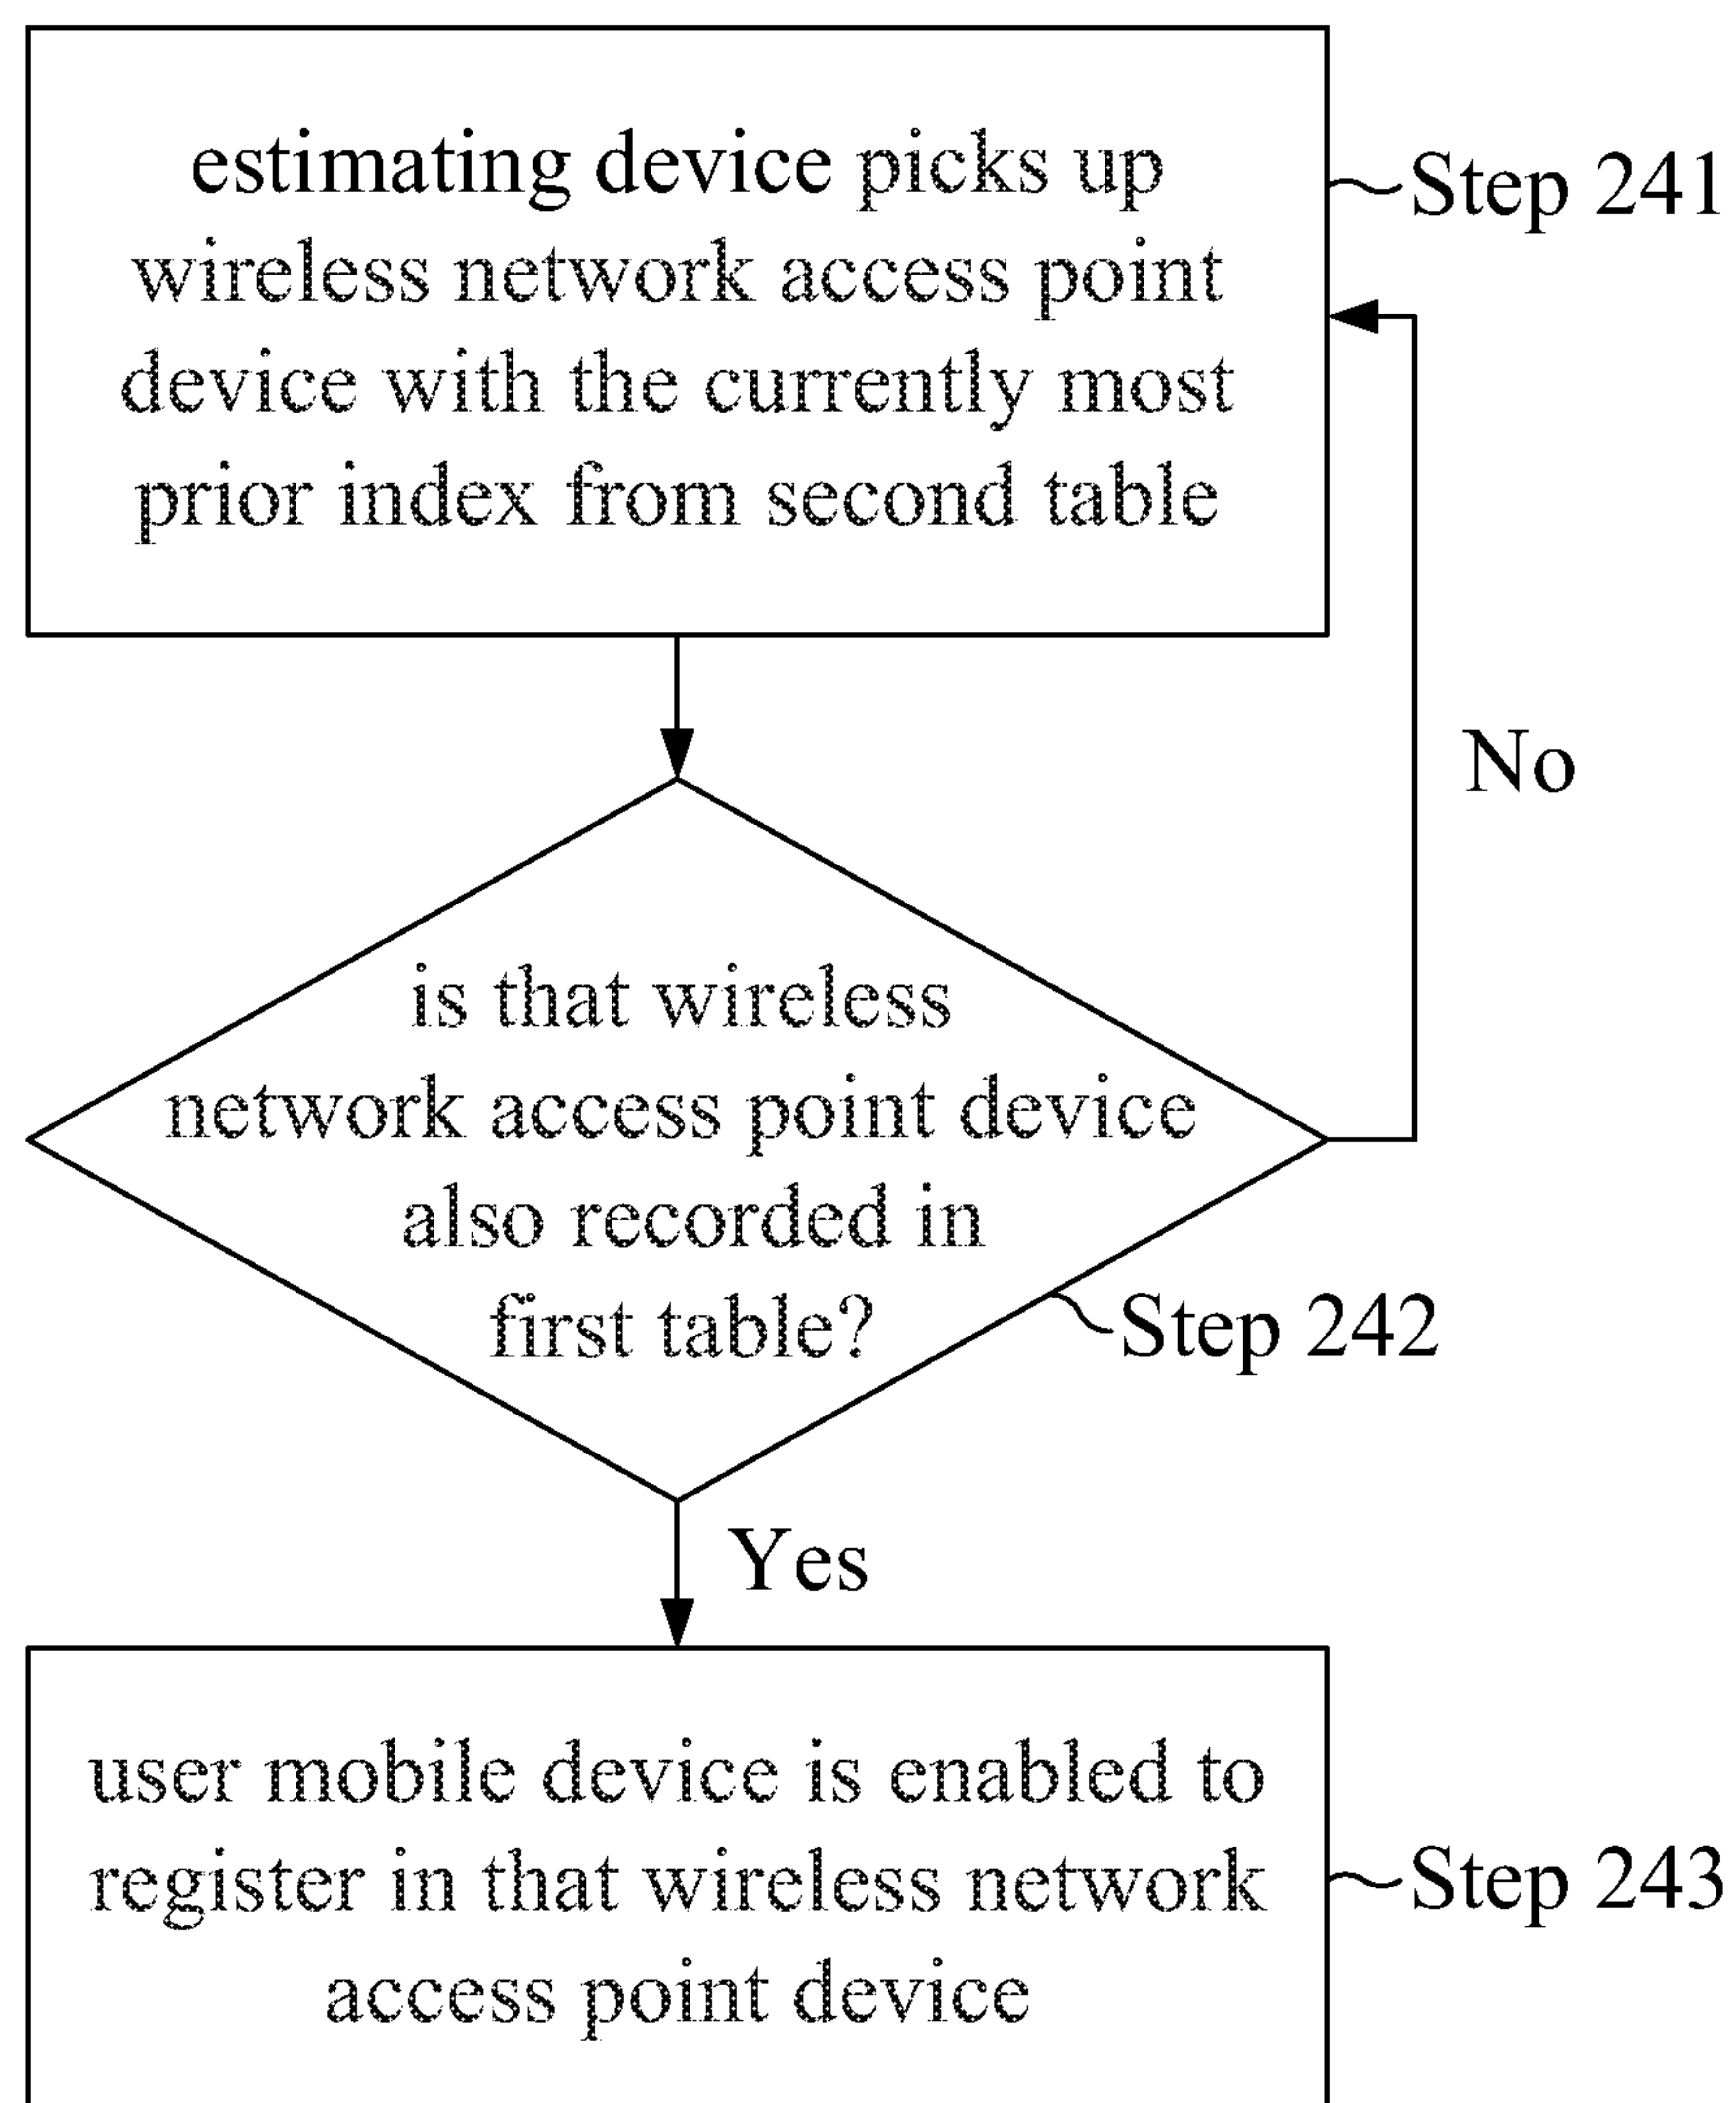 estimating device picks up
wireless network access point
device with the currently most
prior index from second table
Step 241
No
is that wireless
network access point device
also recorded in
first table?
Step 242
Yes
user mobile device is enabled to
register in that wireless network
access point device
Step 243